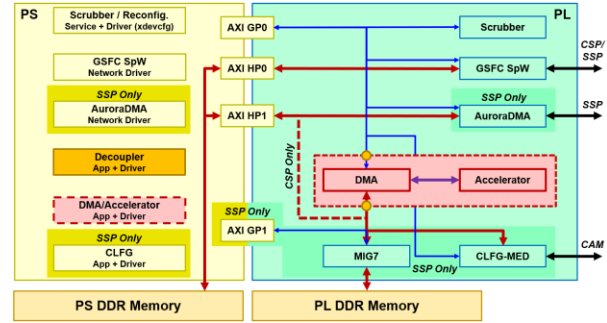 PS
PL
Scrubber / Reconfig.
Service + Driver (xdevcfg)
AXI GP0
Scrubber
CSP/
SSP
GSFC SpW
Network Driver
AXI HP0
GSFC SpW
SSP Only
AuroraDMA
Network Driver
AXI HP1
SSP Only
AuroraDMA
SSP
CSP Only
Decoupler
App + Driver
DMA
Accelerator
DMA/Accelerator
App + Driver
SSP Only
AXI GP1
SSP Only
CLFG
App + Driver
MIG7
SSP Only
CLFG-MED
CAM
PS DDR Memory
PL DDR Memory